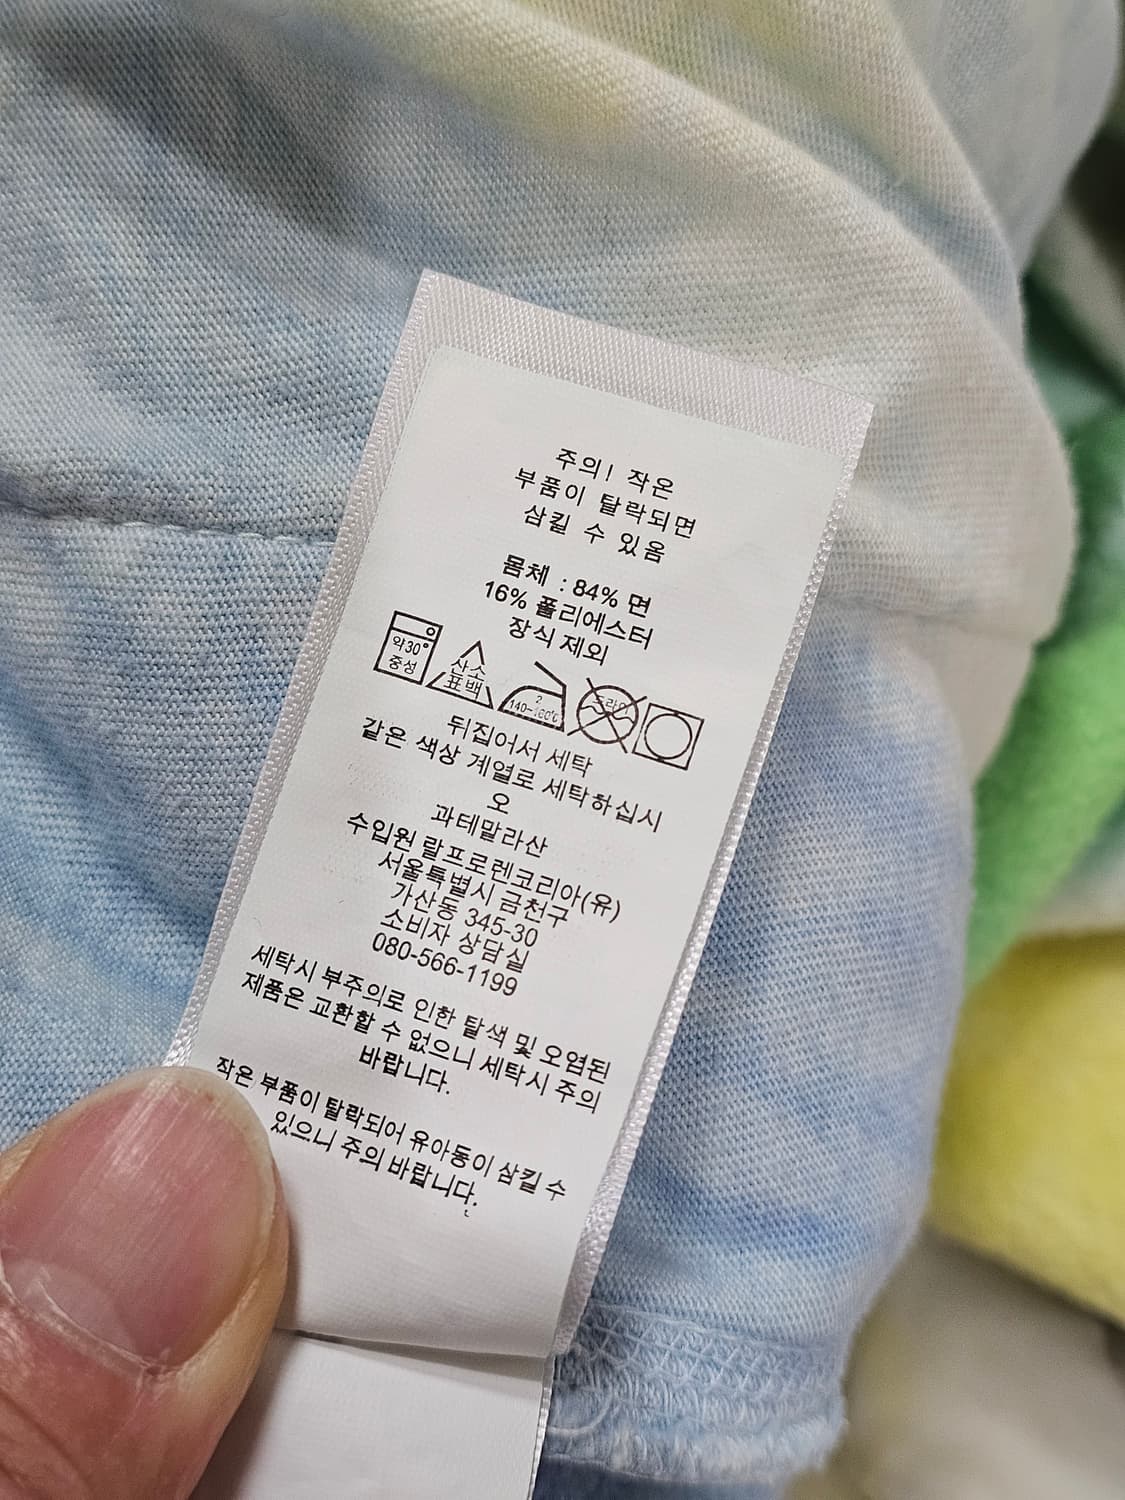 주의! 작은
부품이 탈락되면
삼킬 수 있옴
몸체 : 84% 면
16% 폴리에스터
장식 제외
약30°
중성
산소
표백
2
140~160℃
드라이
뒤집어서 세탁
같은 색상 계열로 세탁하십시
오
과테말라산
수입원 랄프로렌코리아(유)
서울특별시 금천구
가산동 345-30
소비자 상담실
080-566-1199
세탁시 부주의로 인한 탈색 및 오염된
제품은 교환할 수 없으니 세탁시 주의
바랍니다.
작은 부품이 탈락되어 유아동이 삼킬 수
있으니 주의 바랍니다.